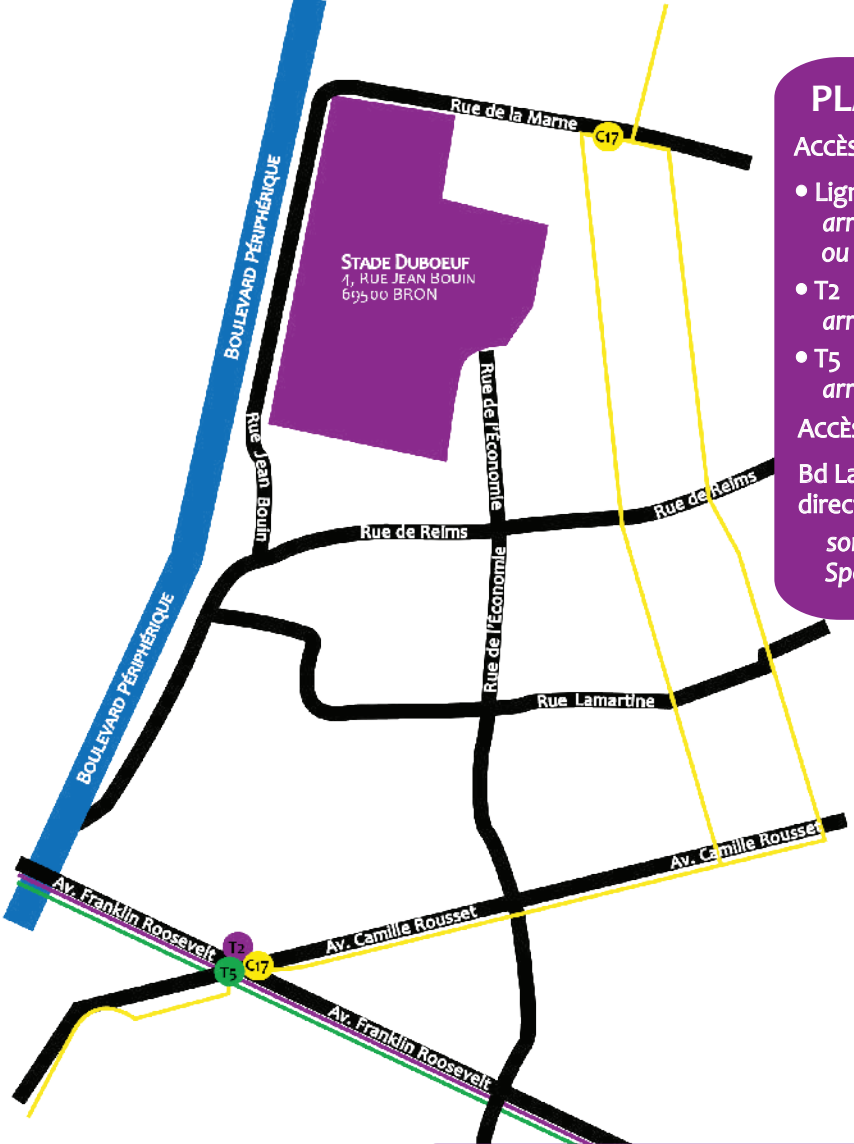 Rue de la Marne
C17
BOULEVARD PÉRIPHÉRIQUE
STADE DUBOEUF
1, RUE JEAN BOUIN
69500 BRON
PL
ACCÈS
• Lig
arr
ou
• T2
arr
• T5
arr
ACCÈS
Bd La
direc
so
Sp
Rue Jean Bouin
Rue de l'Économie
Rue de Reims
Rue de Reims
Rue de l'Économie
BOULEVARD PÉRIPHÉRIQUE
Rue Lamartine
Av. Camille Rousset
Av. Franklin Roosevelt
Av. Camille Rousset
T2
C17
T5
Av. Franklin Roosevelt